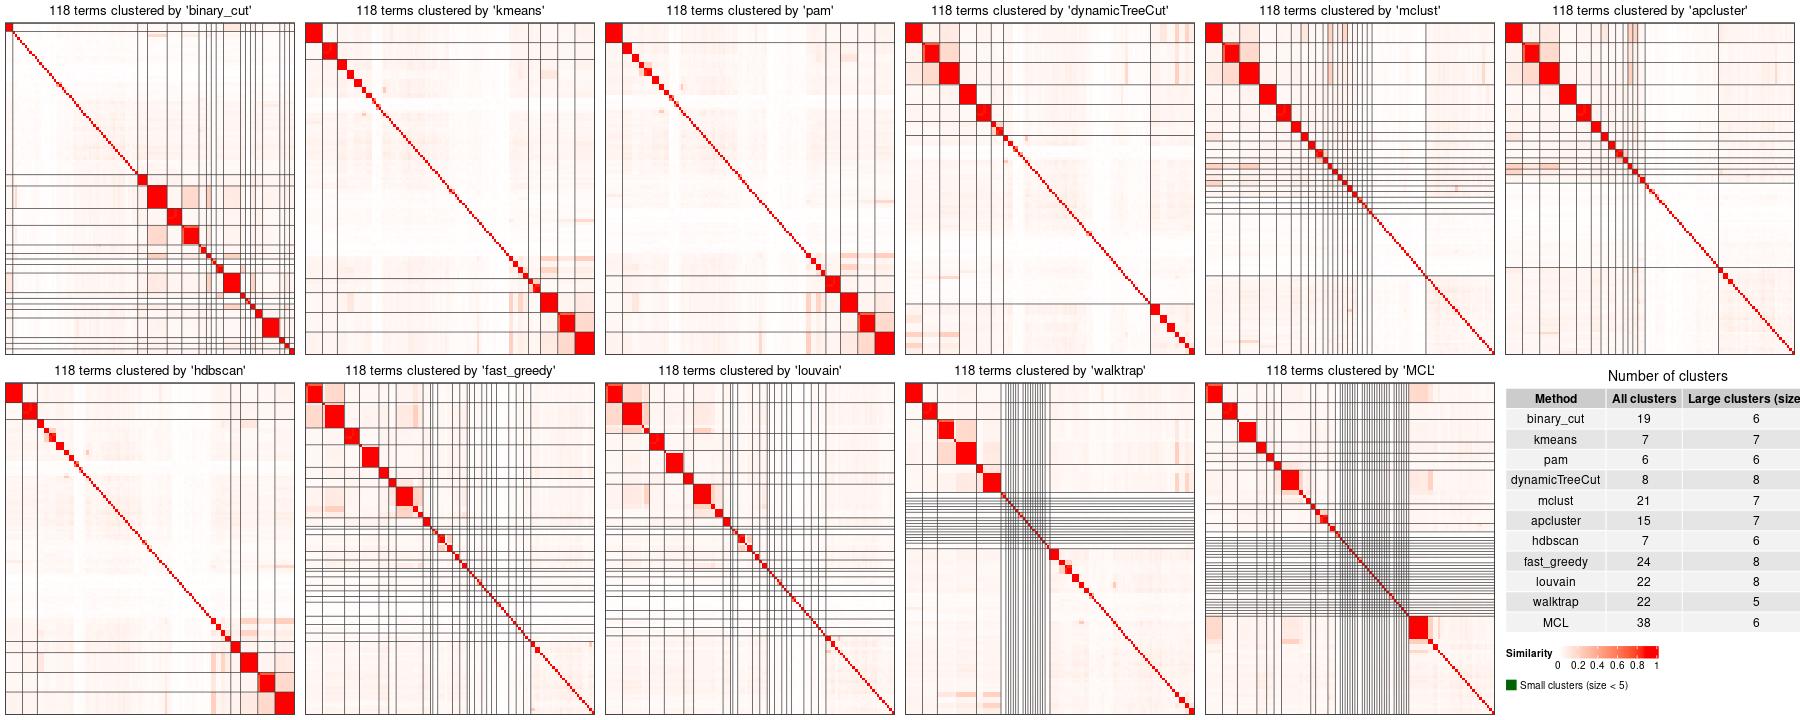 118 terms clustered by 'binary_cut'
118 terms clustered by 'kmeans'
118 terms clustered by 'pam'
118 terms clustered by 'dynamicTreeCut'
118 terms clustered by 'mclust'
118 terms clustered by 'apcluster'
118 terms clustered by 'hdbscan'
118 terms clustered by 'fast_greedy'
118 terms clustered by 'louvain'
118 terms clustered by 'walktrap'
118 terms clustered by 'MCL'
Number of clusters
Method All clusters Large clusters (size
binary_cut 19 6
kmeans 7 7
pam 6 6
dynamicTreeCut 8 8
mclust 21 7
apcluster 15 7
hdbscan 7 6
fast_greedy 24 8
louvain 22 8
walktrap 22 5
MCL 38 6
Similarity
0 0.2 0.4 0.6 0.8 1
Small clusters (size < 5)